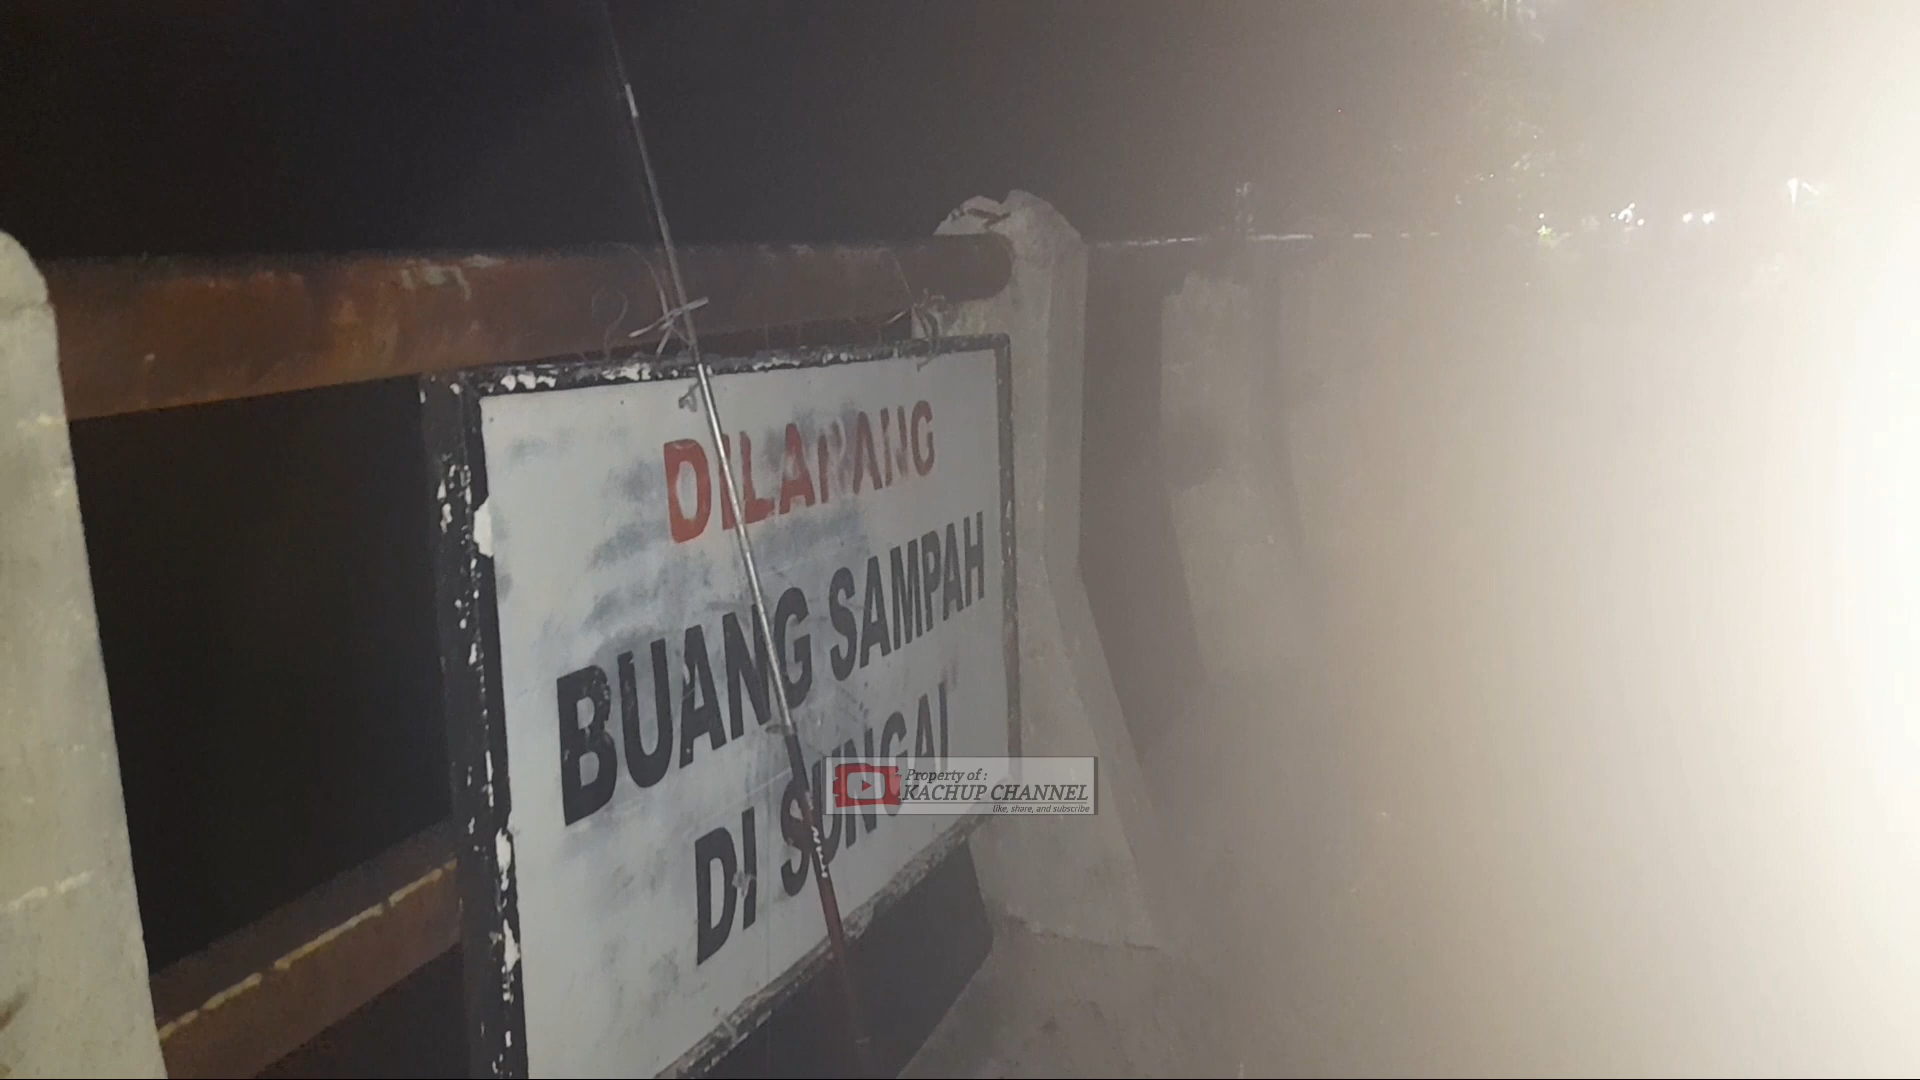 DILARANG
BUANG SAMPAH
DI SUNGAI
Property of :
KACHUP CHANNEL
like, share, and subscribe